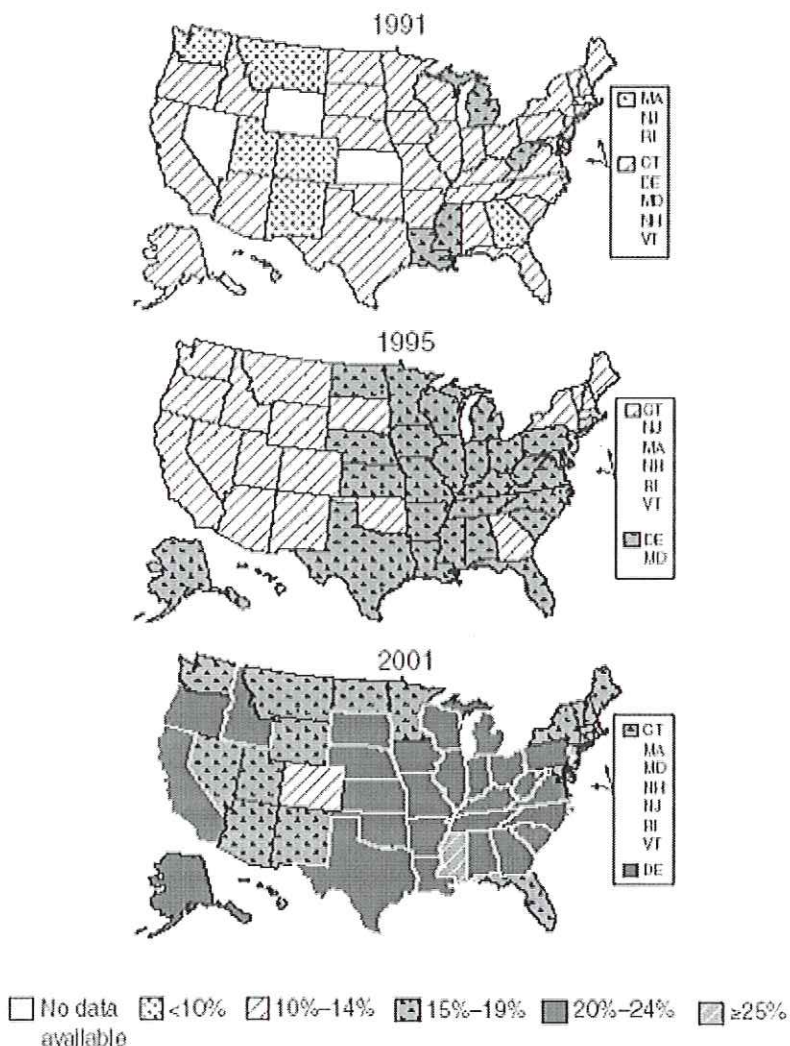 1991
MA
NJ
RI
CT
DE
MD
NH
VT
1995
CT
NJ
MA
NH
RI
VT
DE
MD
2001
CT
MA
MD
NH
NJ
RI
VT
DE
No data
available
<10%
10%–14%
15%–19%
20%–24%
≥25%